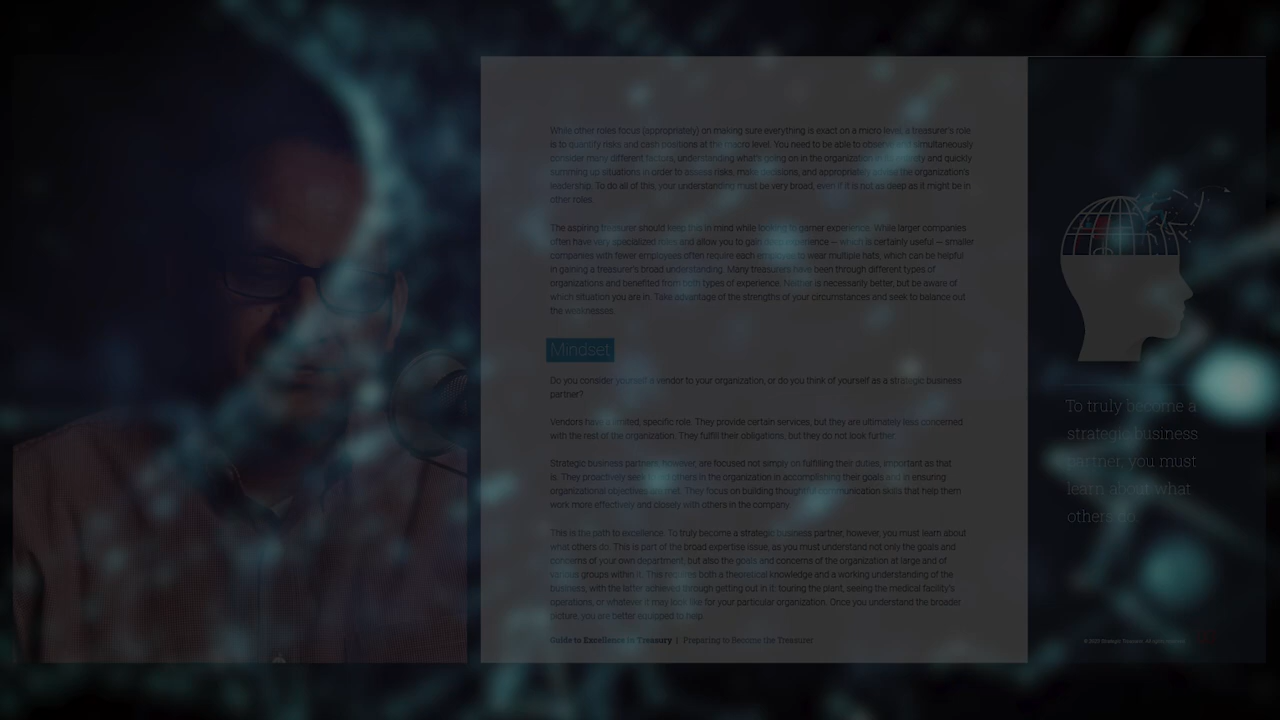 While other roles focus (appropriately) on making sure everything is exact on a micro level, a treasurer's role
is to quantify risks and cash positions at the macro level. You need to be able to observe and simultaneously
consider many different factors, understanding what's going on in the organization in its entirety and quickly
summing up situations in order to assess risks, make decisions, and appropriately advise the organization's
leadership. To do all of this, your understanding must be very broad, even if it is not as deep as it might be in
other roles.
The aspiring treasurer should keep this in mind while looking to garner experience. While larger companies
often have very specialized roles and allow you to gain deep experience — which is certainly useful — smaller
companies with fewer employees often require each employee to wear multiple hats, which can be helpful
in gaining a treasurer's broad understanding. Many treasurers have been through different types of
organizations and benefited from both types of experience. Neither is necessarily better, but be aware of
which situation you are in. Take advantage of the strengths of your circumstances and seek to balance out
the weaknesses.
Mindset
Do you consider yourself a vendor to your organization, or do you think of yourself as a strategic business
partner?
Vendors have a limited, specific role. They provide certain services, but they are ultimately less concerned
with the rest of the organization. They fulfill their obligations, but they do not look further.
Strategic business partners, however, are focused not simply on fulfilling their duties, important as that
is. They proactively seek to help others in the organization in accomplishing their goals and in ensuring
organizational objectives are met. They focus on building thoughtful communication skills that help them
work more effectively and closely with others in the company.
This is the path to excellence. To truly become a strategic business partner, however, you must learn about
what others do. This is part of the broad expertise issue, as you must understand not only the goals and
concerns of your own department, but also the goals and concerns of the organization at large and of
various groups within it. This requires both a theoretical knowledge and a working understanding of the
business, with the latter achieved through getting out in it: touring the plant, seeing the medical facility's
operations, or whatever it may look like for your particular organization. Once you understand the broader
picture, you are better equipped to help.
Guide to Excellence in Treasury | Preparing to Become the Treasurer
To truly become a
strategic business
partner, you must
learn about what
others do.
© 2020 Strategic Treasurer. All rights reserved.